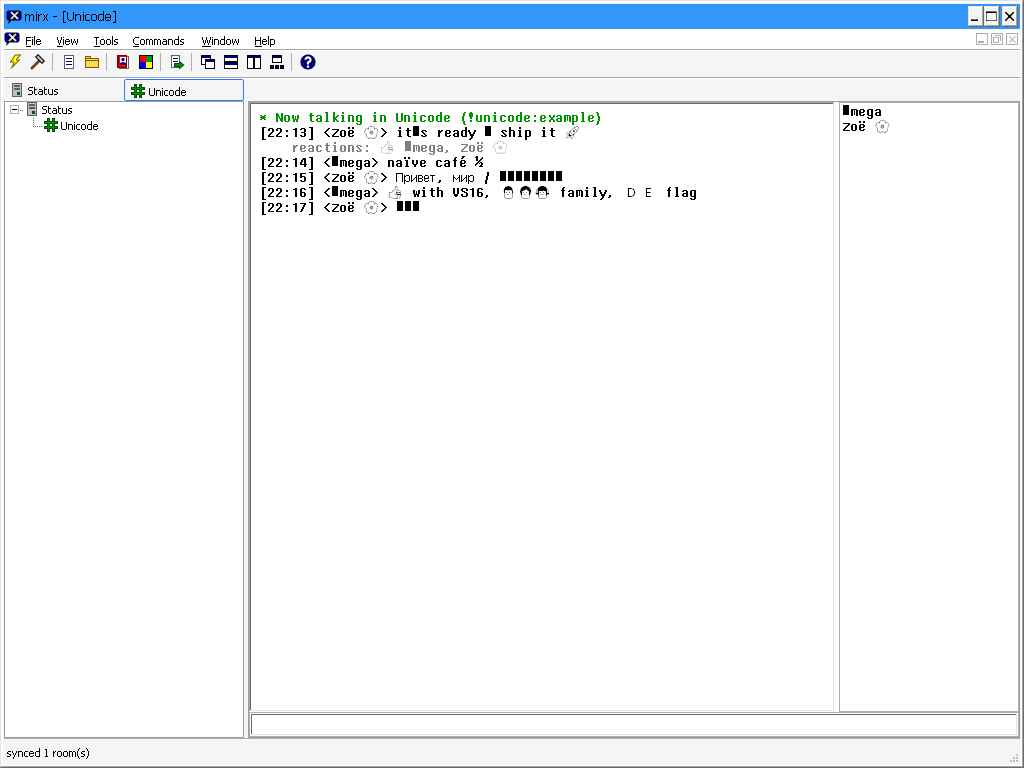 mirx - [Unicode]
File View Tools Commands Window Help
Status Unicode
Status
Unicode
* Now talking in Unicode (!unicode:example)
[22:13] <Zoë 🌼> it▮s ready ▮ ship it 🚀
reactions: 👍 ▮mega, Zoë 🌼
[22:14] <▮mega> naïve café ½
[22:15] <Zoë 🌼> Привет, мир / ▮▮▮▮▮▮▮▮
[22:16] <▮mega> 👍 with VS16, 👨👩👧 family, D E flag
[22:17] <Zoë 🌼> ▮▮▮
▮mega
Zoë 🌼
synced 1 room(s)